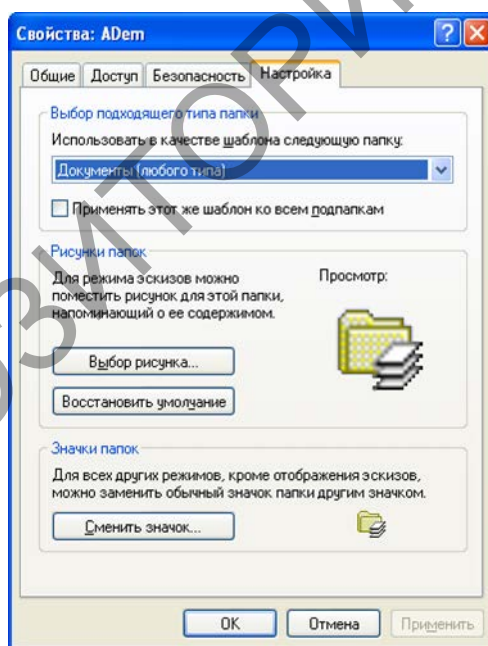 Свойства: ADem
Общие Доступ Безопасность Настройка
Выбор подходящего типа папки
Использовать в качестве шаблона следующую папку:
Документы (любого типа)
Применять этот же шаблон ко всем подпапкам
Рисунки папок
Для режима эскизов можно
поместить рисунок для этой папки,
напоминающий о ее содержимом.
Просмотр:
Выбор рисунка...
Восстановить умолчание
Значки папок
Для всех других режимов, кроме отображения эскизов,
можно заменить обычный значок папки другим значком.
Сменить значок...
OK Отмена Применить